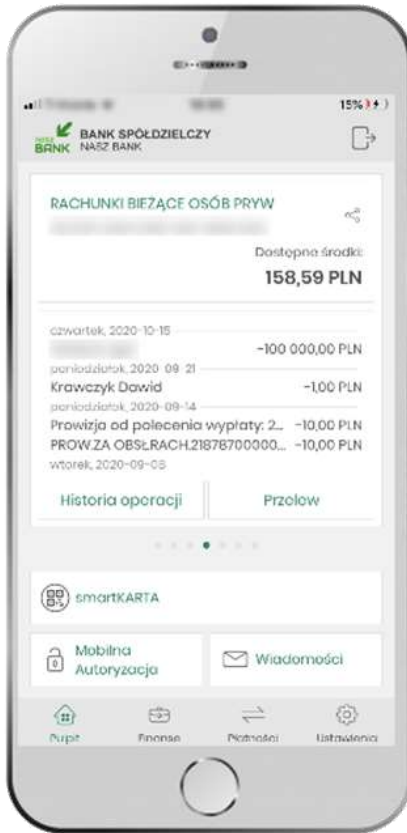 15%
NASZ BANK
BANK SPÓŁDZIELCZY
NASZ BANK
RACHUNKI BIEŻĄCE OSÓB PRYW
Dostępne środki:
158,59 PLN
czwartek, 2020-10-15
-100 000,00 PLN
poniedziałek, 2020-09-21
Krawczyk Dawid -1,00 PLN
poniedziałek, 2020-09-14
Prowizja od polecenia wypłaty: 2... -10,00 PLN
PROW.ZA OBSŁ.RACH.21878700000... -10,00 PLN
wtorek, 2020-09-08
Historia operacji Przelew
smartKARTA
Mobilna
Autoryzacja
Wiadomości
Pulpit Finanse Płatności Ustawienia